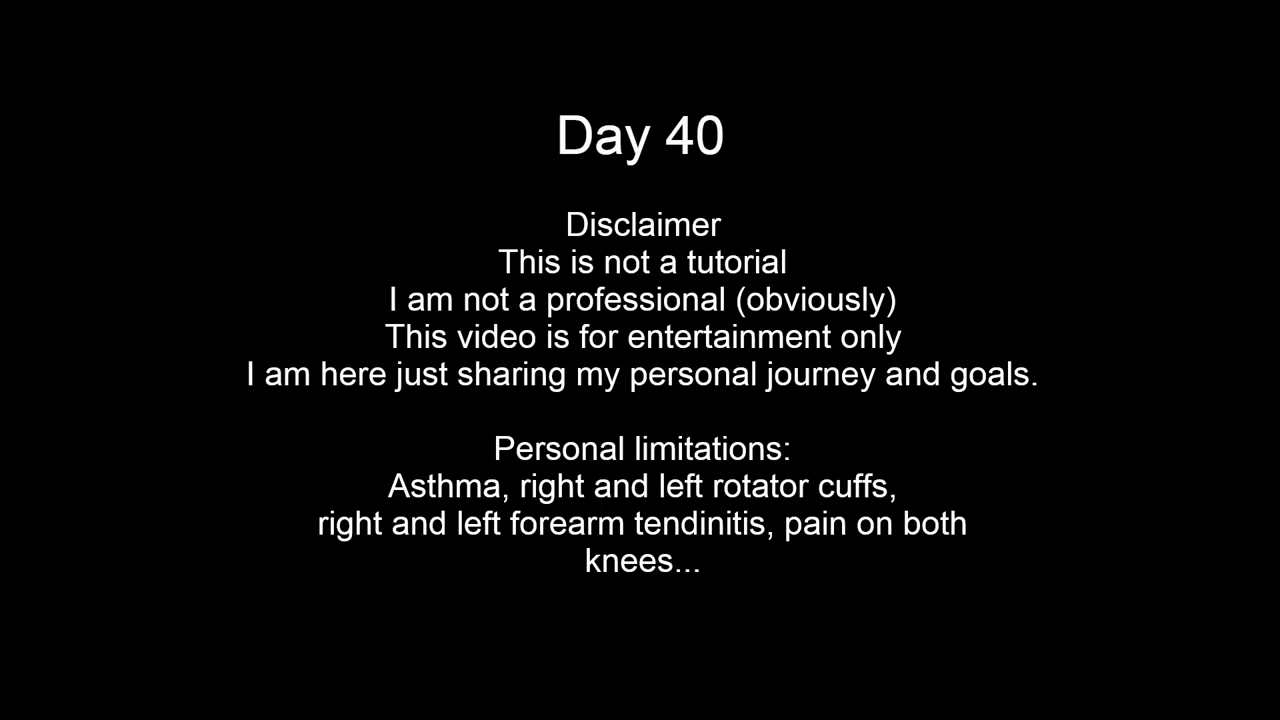 Day 40
Disclaimer
This is not a tutorial
I am not a professional (obviously)
This video is for entertainment only
I am here just sharing my personal journey and goals.
Personal limitations:
Asthma, right and left rotator cuffs,
right and left forearm tendinitis, pain on both
knees...